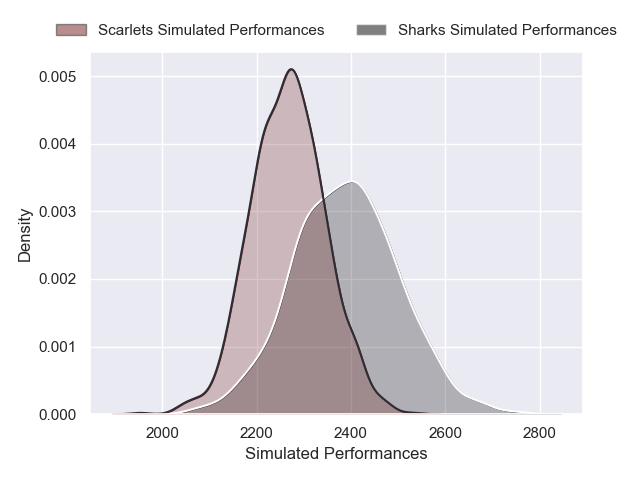 Scarlets Simulated Performances
Sharks Simulated Performances
0.005
0.004
0.003
0.002
0.001
0.000
Density
2000
2200
2400
2600
2800
Simulated Performances